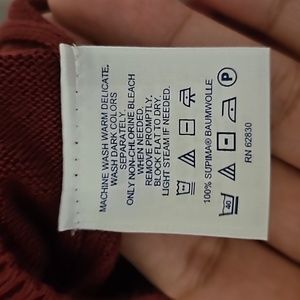 MACHINE WASH WARM DELICATE.
WASH DARK COLORS
SEPARATELY.
ONLY NON-CHLORINE BLEACH
WHEN NEEDED.
REMOVE PROMPTLY.
BLOCK FLAT TO DRY
LIGHT STEAM IF NEEDED.
100% SUPIMA® BAUMWOLLE
40
P
RN 62830